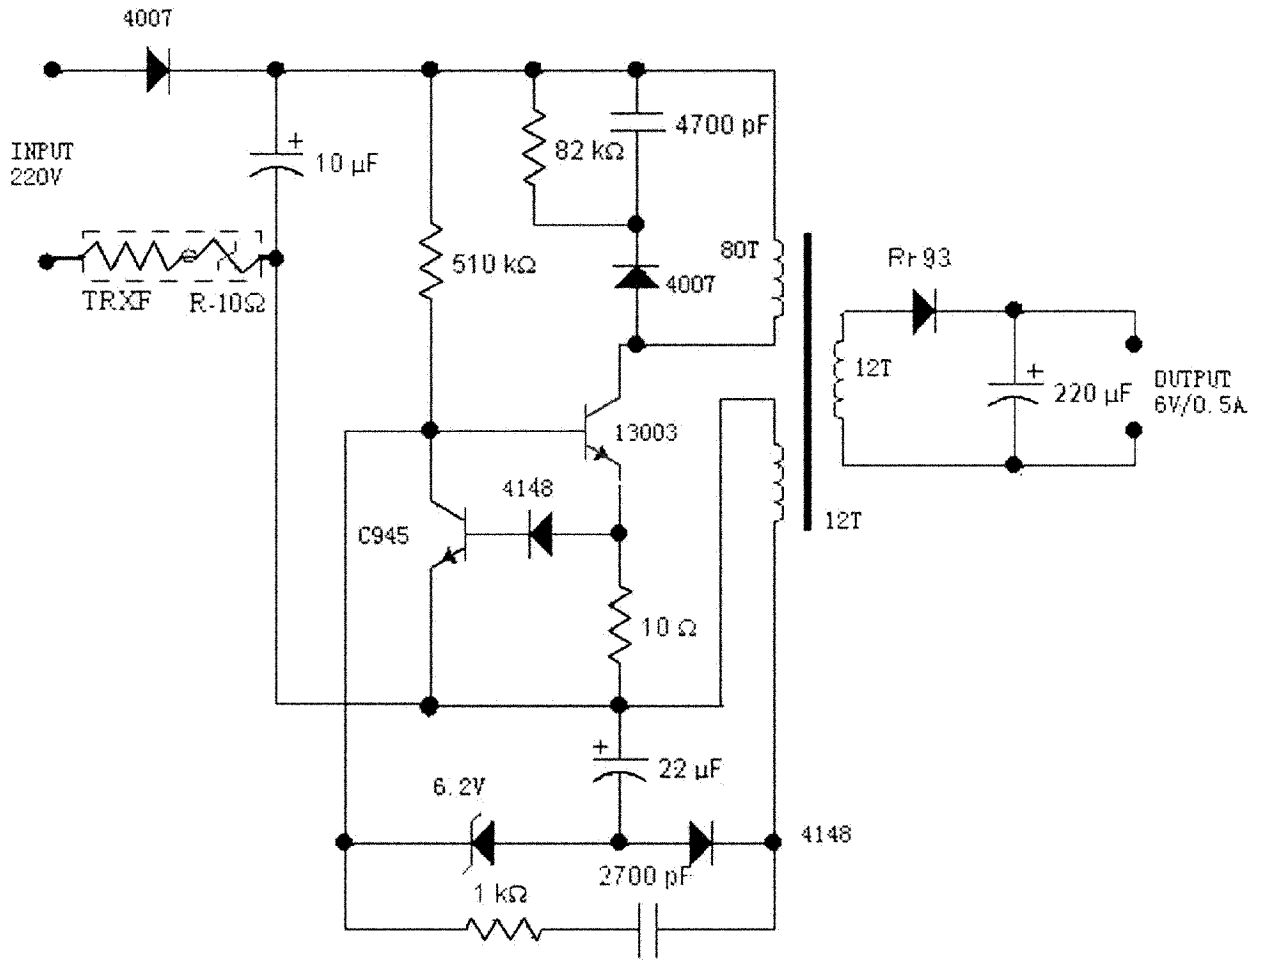 4007
+
4700 pF
INPUT
220V
10 µF
82 kΩ
TRXF R-10Ω
510 kΩ
80T
4007
Rr93
12T
+
220 µF
OUTPUT
6V/0.5A
13003
4148
C945
12T
10 Ω
+
22 µF
6.2V
4148
2700 pF
1 kΩ